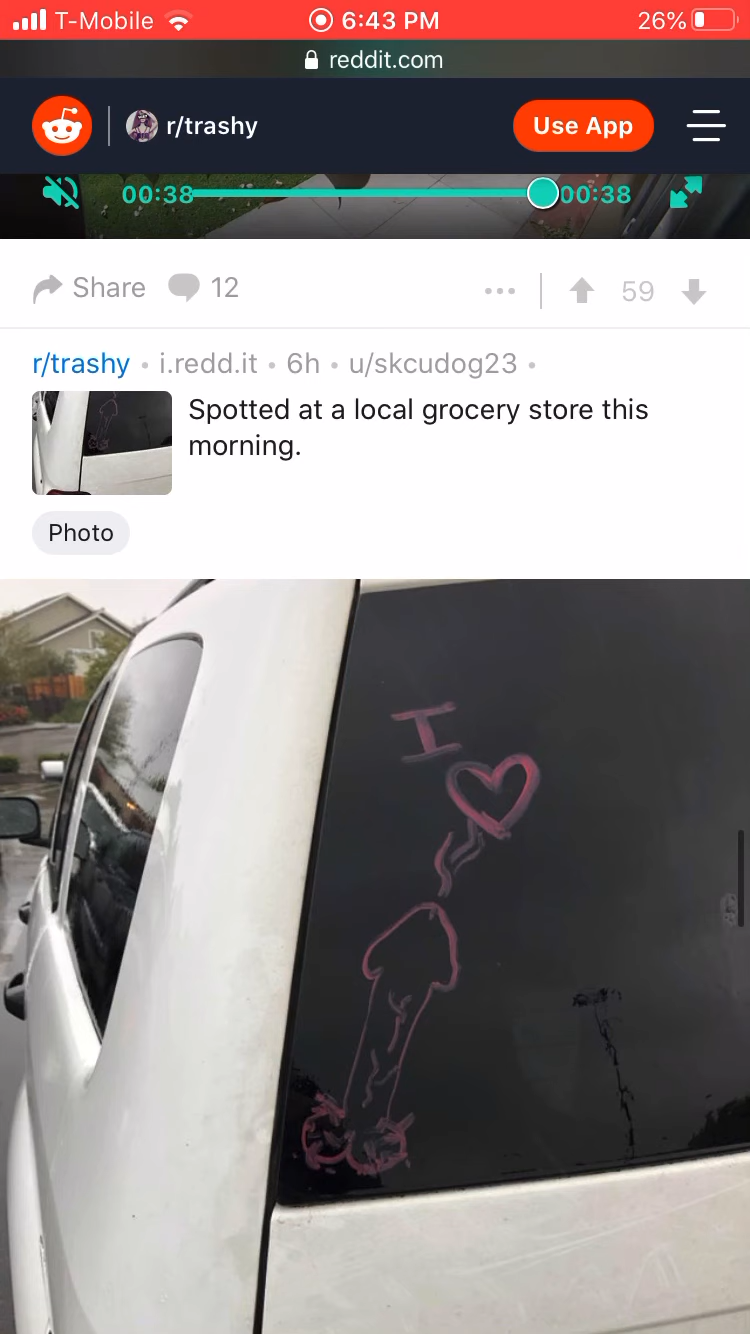 T-Mobile 6:43 PM 26%
reddit.com
r/trashy Use App
00:38 00:38
Share 12 59
r/trashy • i.redd.it • 6h • u/skcudog23 •
Spotted at a local grocery store this
morning.
Photo
I